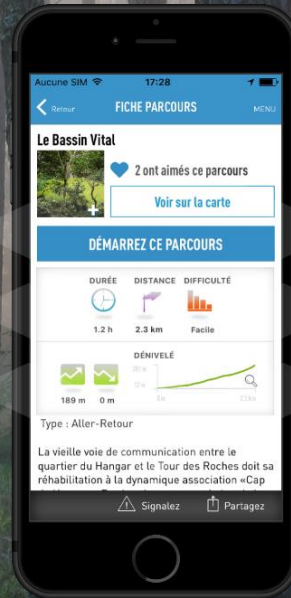 Aucune SIM 17:28
Retour FICHE PARCOURS MENU
Le Bassin Vital
2 ont aimés ce parcours
Voir sur la carte
DÉMARREZ CE PARCOURS
DURÉE DISTANCE DIFFICULTÉ
1.2 h 2.3 km Facile
DÉNIVELÉ
189 m 0 m
Type : Aller-Retour
La vieille voie de communication entre le
quartier du Hangar et le Tour des Roches doit sa
réhabilitation à la dynamique association «Cap
Signalez Partagez